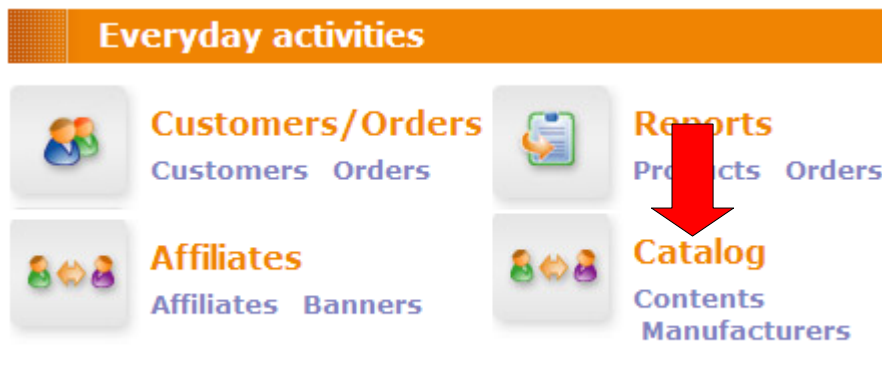 Everyday activities
Customers/Orders
Customers Orders
Reports
Products Orders
Affiliates
Affiliates Banners
Catalog
Contents
Manufacturers